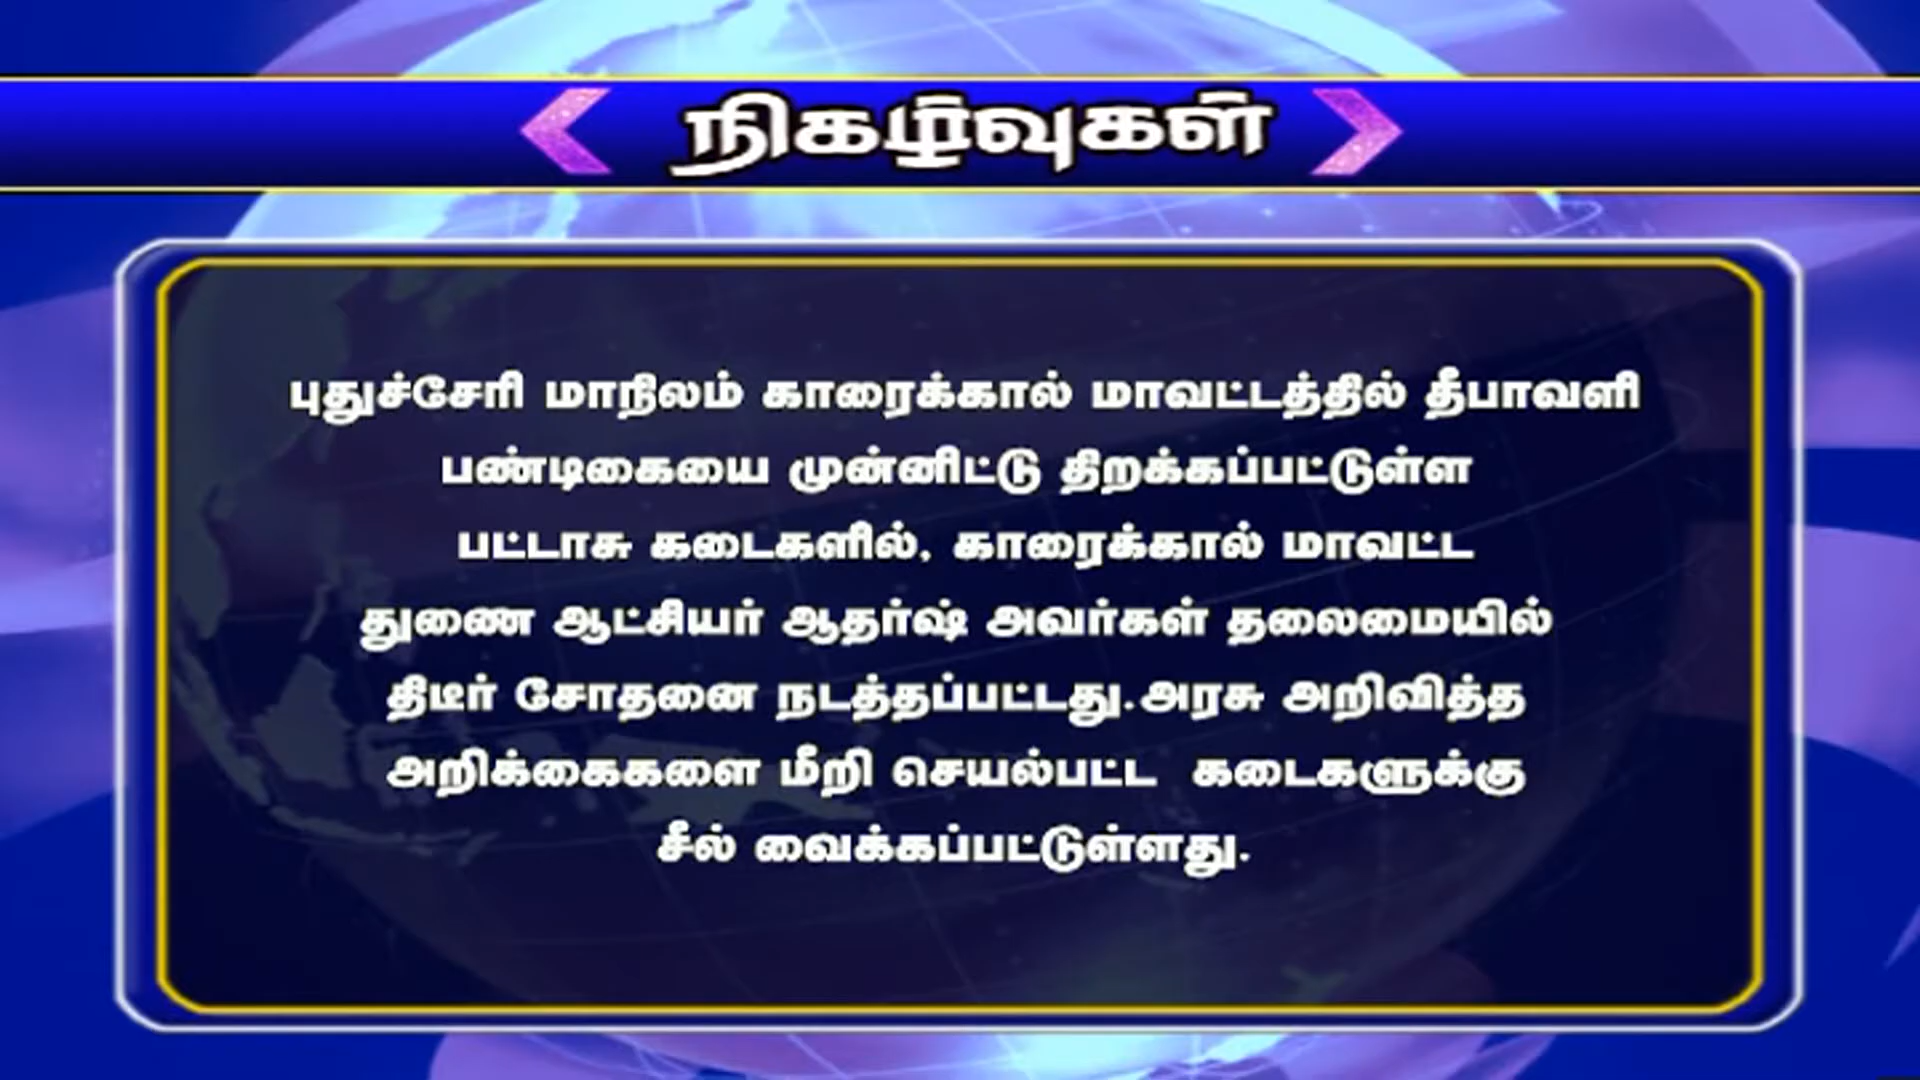 நிகழ்வுகள்
புதுச்சேரி மாநிலம் காரைக்கால் மாவட்டத்தில் தீபாவளி
பண்டிகையை முன்னிட்டு திறக்கப்பட்டுள்ள
பட்டாசு கடைகளில், காரைக்கால் மாவட்ட
துணை ஆட்சியர் ஆதர்ஷ் அவர்கள் தலைமையில்
திடீர் சோதனை நடத்தப்பட்டது.அரசு அறிவித்த
அறிக்கைகளை மீறி செயல்பட்ட கடைகளுக்கு
சீல் வைக்கப்பட்டுள்ளது.